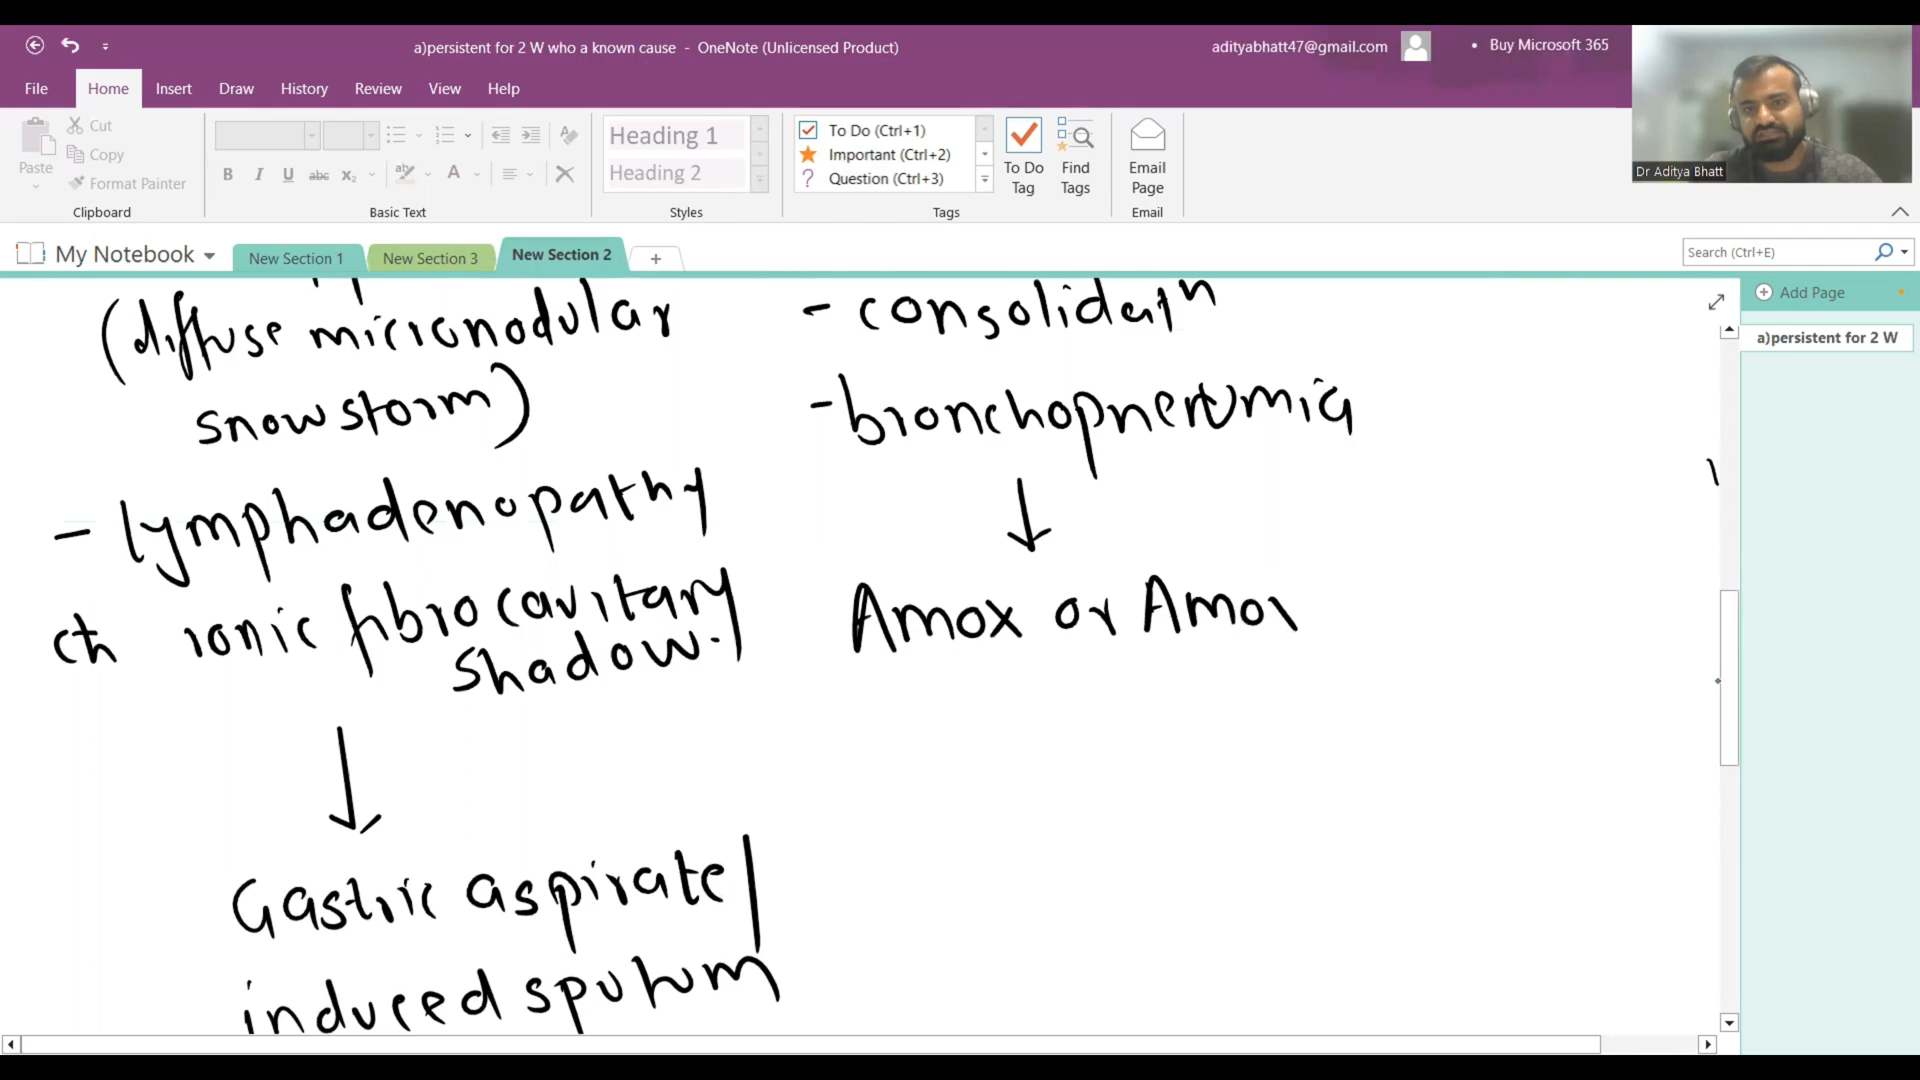 a)persistent for 2 W who a known cause - OneNote (Unlicensed Product)
adityabhatt47@gmail.com
Buy Microsoft 365
File Home Insert Draw History Review View Help
Paste
Cut
Copy
Format Painter
Clipboard
B I U abc X₂ A
Basic Text
Heading 1
Heading 2
Styles
To Do (Ctrl+1)
Important (Ctrl+2)
Question (Ctrl+3)
Tags
To Do Tag
Find Tags
Email Page
Email
Dr Aditya Bhatt
My Notebook
New Section 1
New Section 3
New Section 2
Search (Ctrl+E)
Add Page
a)persistent for 2 W
(diffuse micronodular
snowstorm)
- lymphadenopathy
ch ronic fibrocavitary
shadow.
Gastric aspirate/
induced sputum
- consolidatn
- bronchopneumia
Amox or Amox